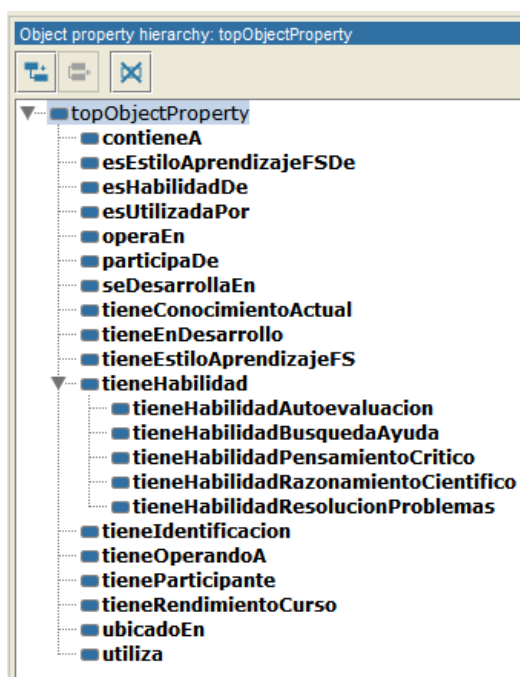 Object property hierarchy: topObjectProperty
topObjectProperty
contieneA
esEstiloAprendizajeFSDe
esHabilidadDe
esUtilizadaPor
operaEn
participaDe
seDesarrollaEn
tieneConocimientoActual
tieneEnDesarrollo
tieneEstiloAprendizajeFS
tieneHabilidad
tieneHabilidadAutoevaluacion
tieneHabilidadBusquedaAyuda
tieneHabilidadPensamientoCritico
tieneHabilidadRazonamientoCientifico
tieneHabilidadResolucionProblemas
tieneIdentificacion
tieneOperandoA
tieneParticipante
tieneRendimientoCurso
ubicadoEn
utiliza